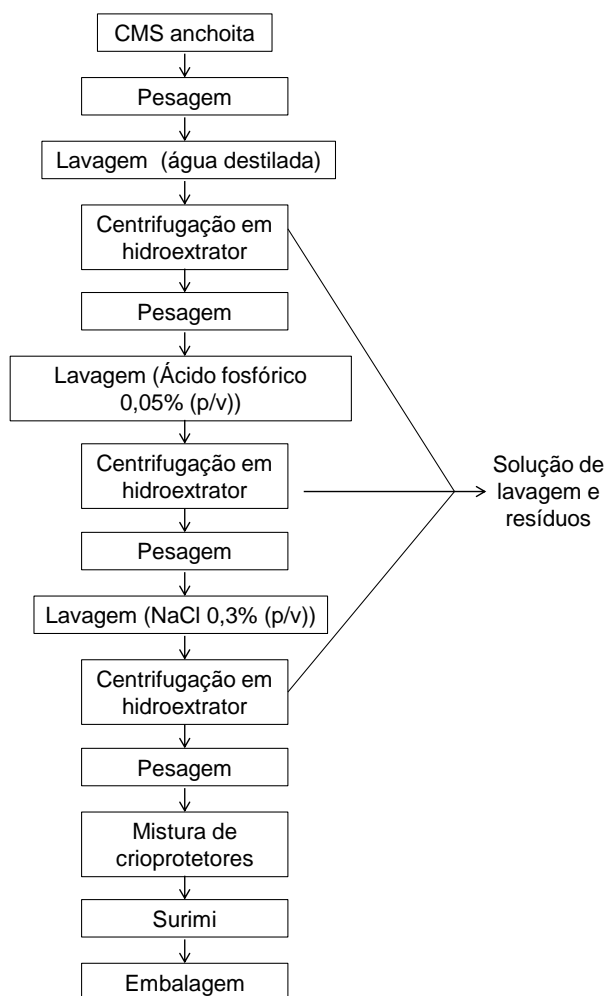 CMS anchoita
Pesagem
Lavagem  (água destilada)
Centrifugação em
hidroextrator
Pesagem
Lavagem (Ácido fosfórico
0,05% (p/v))
Centrifugação em
hidroextrator
Solução de
lavagem e
resíduos
Pesagem
Lavagem (NaCl 0,3% (p/v))
Centrifugação em
hidroextrator
Pesagem
Mistura de
crioprotetores
Surimi
Embalagem